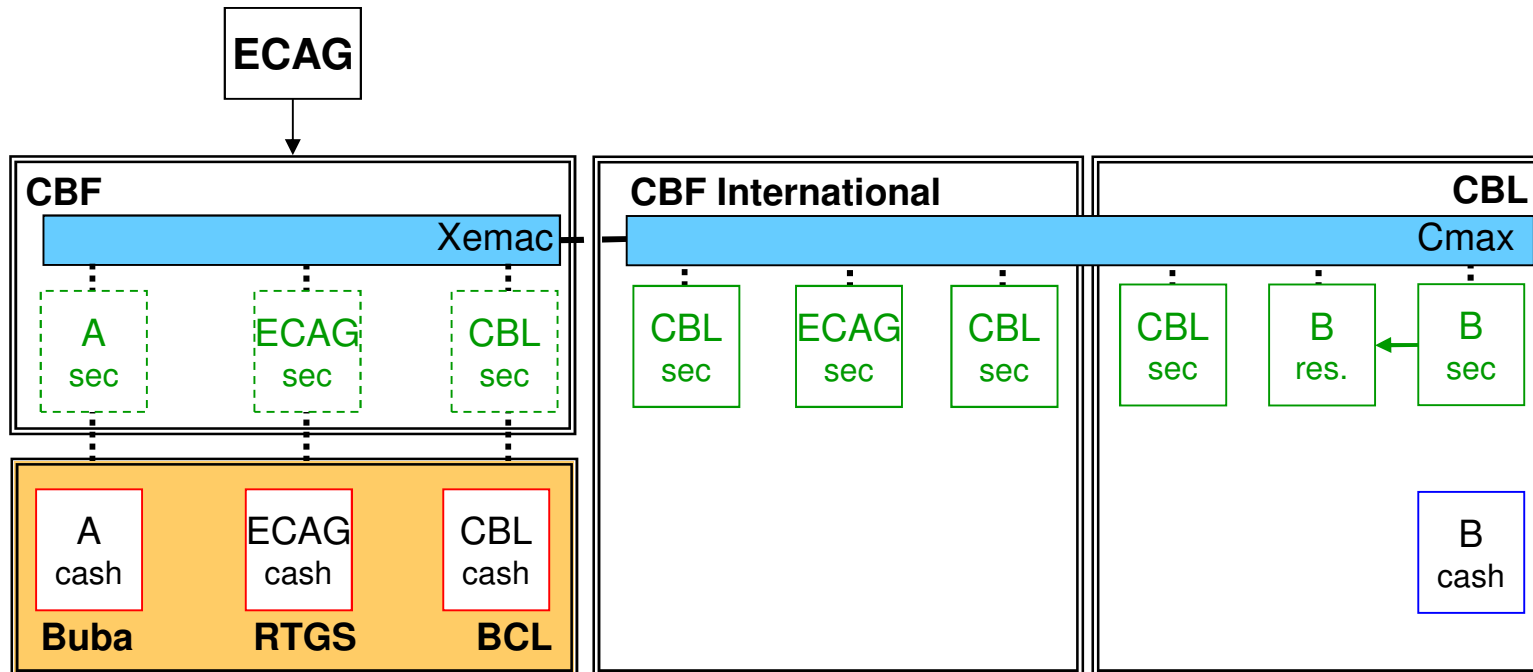 ECAG
CBF
CBF International
CBL
Xemac
Cmax
A
sec
ECAG
sec
CBL
sec
CBL
sec
ECAG
sec
CBL
sec
CBL
sec
B
res.
B
sec
A
cash
ECAG
cash
CBL
cash
B
cash
Buba
RTGS
BCL